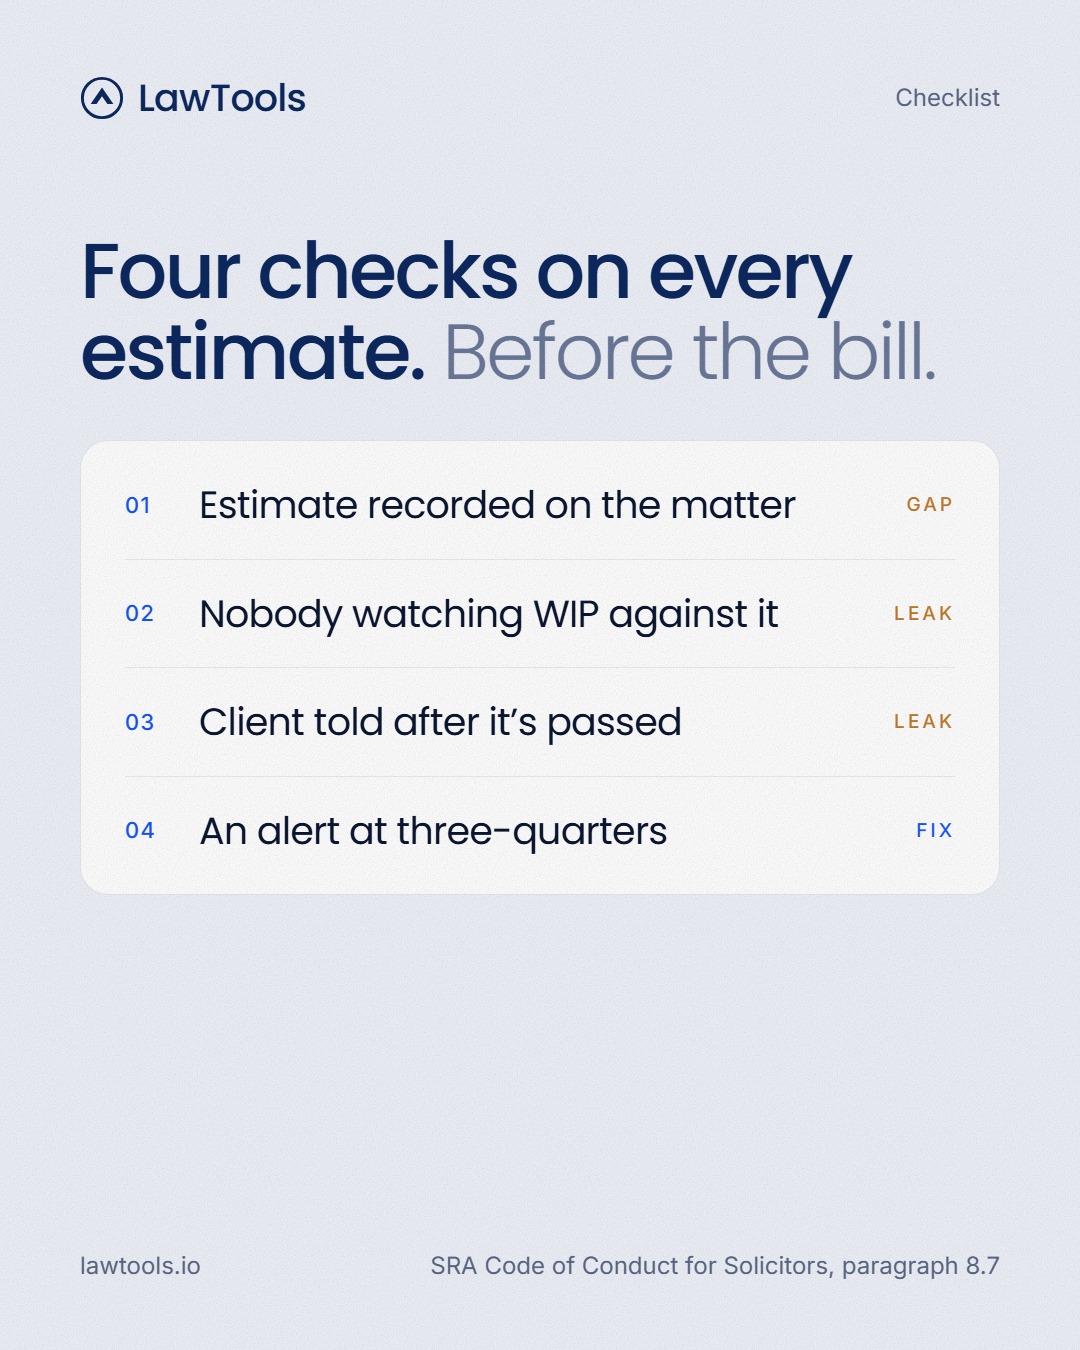 LawTools
Checklist
Four checks on every
estimate. Before the bill.
01 Estimate recorded on the matter GAP
02 Nobody watching WIP against it LEAK
03 Client told after it’s passed LEAK
04 An alert at three-quarters FIX
lawtools.io
SRA Code of Conduct for Solicitors, paragraph 8.7